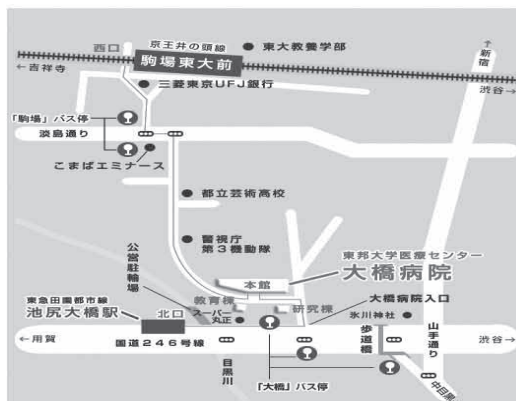 西口
京王井の頭線
駒場東大前
東大教養学部
←吉祥寺
渋谷→
新宿
三菱東京UFJ銀行
「駒場」バス停
淡島通り
こまばエミナース
都立芸術高校
警視庁
第3機動隊
公営駐輪場
東邦大学医療センター
大橋病院
本館
教育棟
研究棟
大橋病院入口
東急田園都市線
池尻大橋駅
北口
スーパー
丸正
氷川神社
歩道橋
山手通り
←用賀
国道246号線
目黒川
「大橋」バス停
渋谷→
中目黒